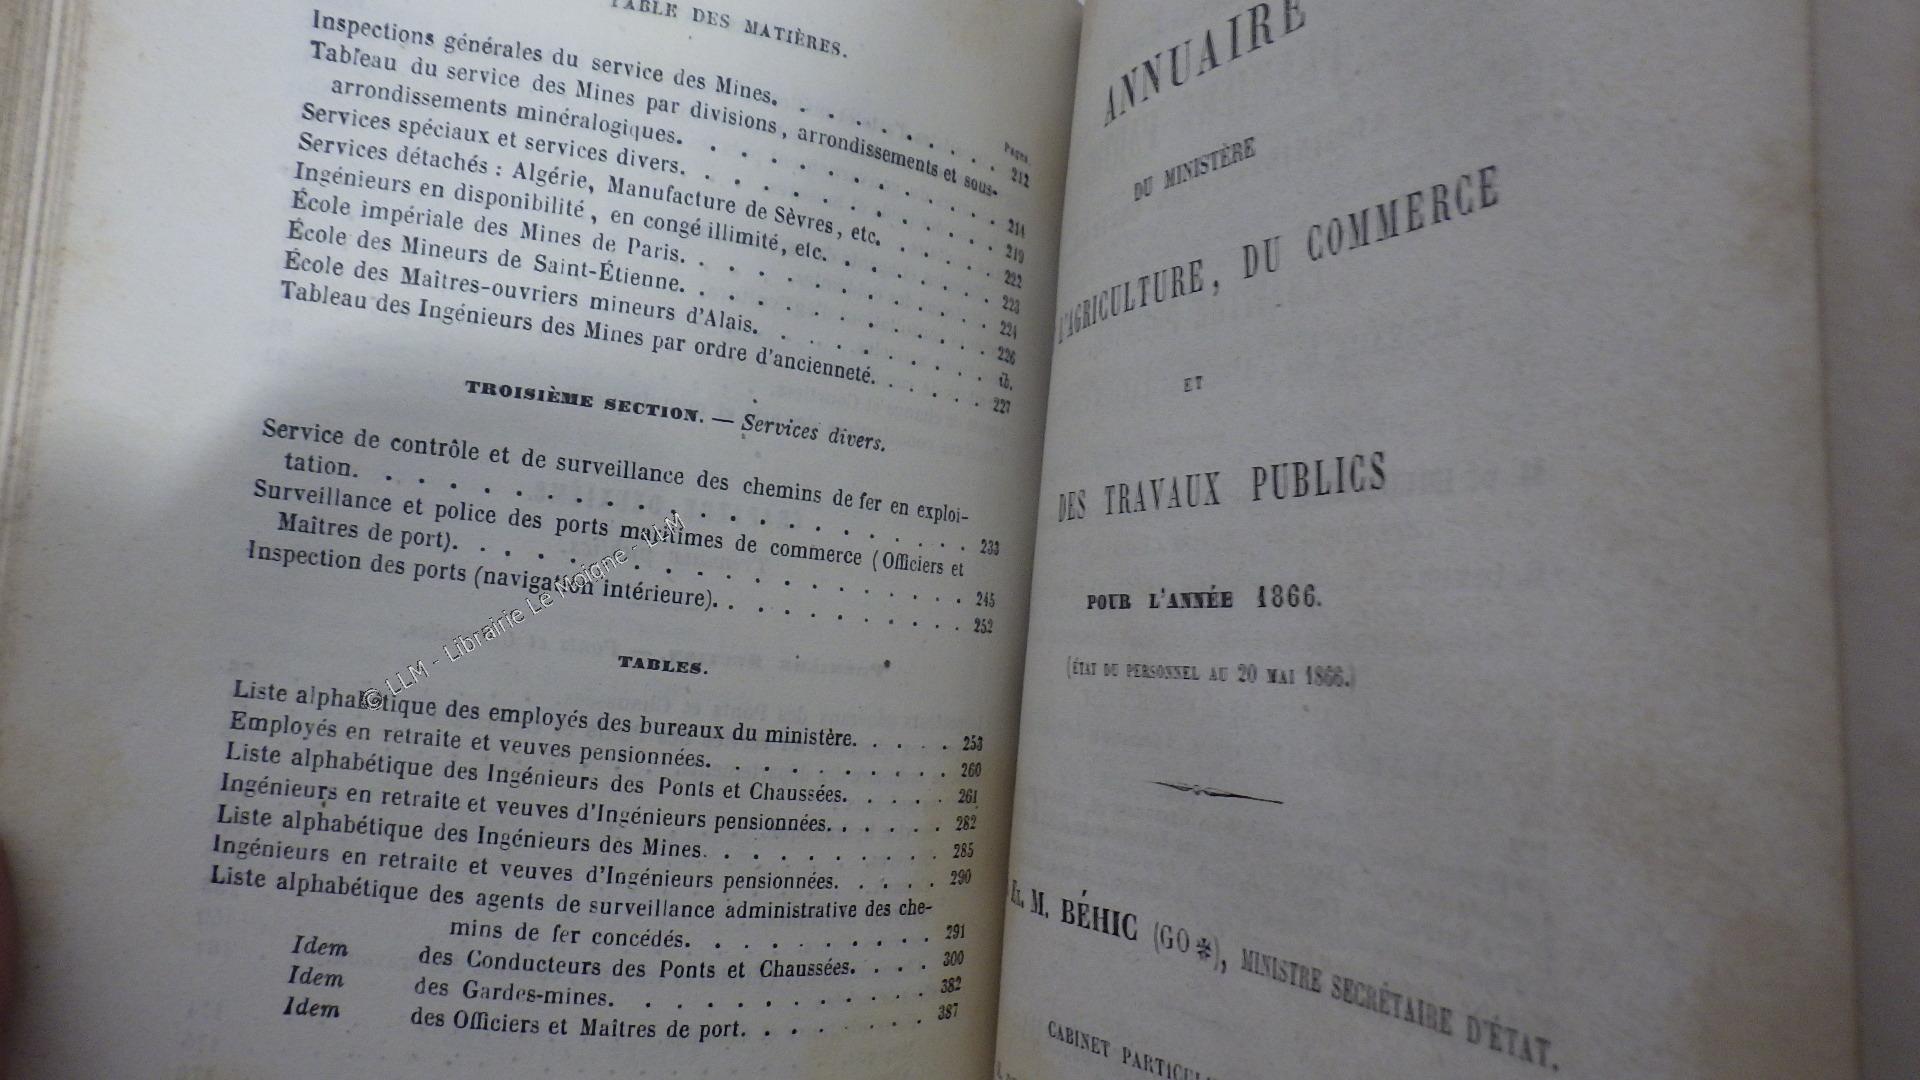 TABLE DES MATIÈRES.
Pages.
Inspections générales du service des Mines. . . . . . . . . 212
Tableau du service des Mines par divisions, arrondissements et sous-
arrondissements minéralogiques. . . . . . . . . . . . 214
Services spéciaux et services divers. . . . . . . . . . . . 219
Services détachés : Algérie, Manufacture de Sèvres, etc. . . . . . 222
Ingénieurs en disponibilité, en congé illimité, etc. . . . . . . . 223
École impériale des Mines de Paris. . . . . . . . . . . . 224
École des Mineurs de Saint-Étienne. . . . . . . . . . . . 226
École des Maîtres-ouvriers mineurs d'Alais. . . . . . . . . . ib.
Tableau des Ingénieurs des Mines par ordre d'ancienneté. . . . . . 227
TROISIÈME SECTION. — Services divers.
Service de contrôle et de surveillance des chemins de fer en exploi-
tation. . . . . . . . . . . . . . . . . . . 233
Surveillance et police des ports maritimes de commerce (Officiers et
Maîtres de port). . . . . . . . . . . . . . . . 245
Inspection des ports (navigation intérieure). . . . . . . . . . 252
TABLES.
Liste alphabétique des employés des bureaux du ministère. . . . . 253
Employés en retraite et veuves pensionnées. . . . . . . . . . 260
Liste alphabétique des Ingénieurs des Ponts et Chaussées. . . . . 261
Ingénieurs en retraite et veuves d'Ingénieurs pensionnées. . . . . . 282
Liste alphabétique des Ingénieurs des Mines. . . . . . . . . . 285
Ingénieurs en retraite et veuves d'Ingénieurs pensionnées. . . . . 290
Liste alphabétique des agents de surveillance administrative des che-
mins de fer concédés. . . . . . . . . . 291
Idem des Conducteurs des Ponts et Chaussées. . . . 300
Idem des Gardes-mines. . . . . . . . . . . . 382
Idem des Officiers et Maîtres de port. . . . . . . 387
© LLM - Librairie Le Moigne - LLM
ANNUAIRE
DU MINISTÈRE
L'AGRICULTURE, DU COMMERCE
ET
DES TRAVAUX PUBLICS
POUR L'ANNÉE 1866.
(ÉTAT DU PERSONNEL AU 20 MAI 1866.)
M. BÉHIC (GO ✻), MINISTRE SECRÉTAIRE D'ÉTAT.
CABINET